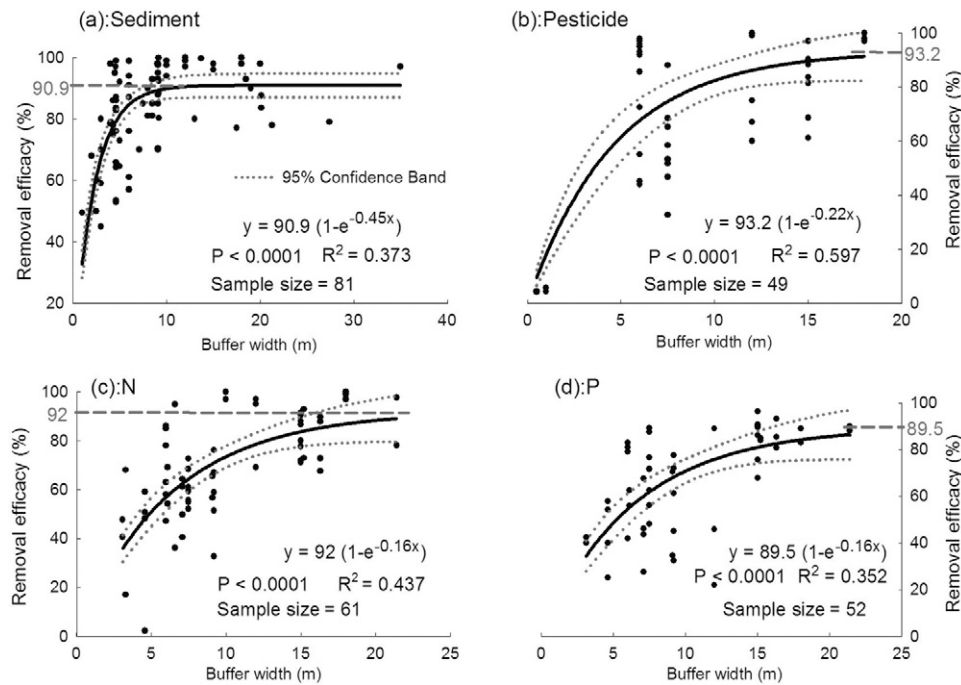 (a):Sediment
Removal efficacy (%)
100
90.9
80
60
40
20
95% Confidence Band
y = 90.9 (1-e^-0.45x)
P < 0.0001 R² = 0.373
Sample size = 81
0 10 20 30 40
Buffer width (m)
(b):Pesticide
100
93.2
80
60
40
20
0
Removal efficacy (%)
y = 93.2 (1-e^-0.22x)
P < 0.0001 R² = 0.597
Sample size = 49
0 5 10 15 20
Buffer width (m)
(c):N
Removal efficacy (%)
100
92
80
60
40
20
0
y = 92 (1-e^-0.16x)
P < 0.0001 R² = 0.437
Sample size = 61
0 5 10 15 20 25
Buffer width (m)
(d):P
100
89.5
80
60
40
20
0
Removal efficacy (%)
y = 89.5 (1-e^-0.16x)
P < 0.0001 R² = 0.352
Sample size = 52
0 5 10 15 20 25
Buffer width (m)